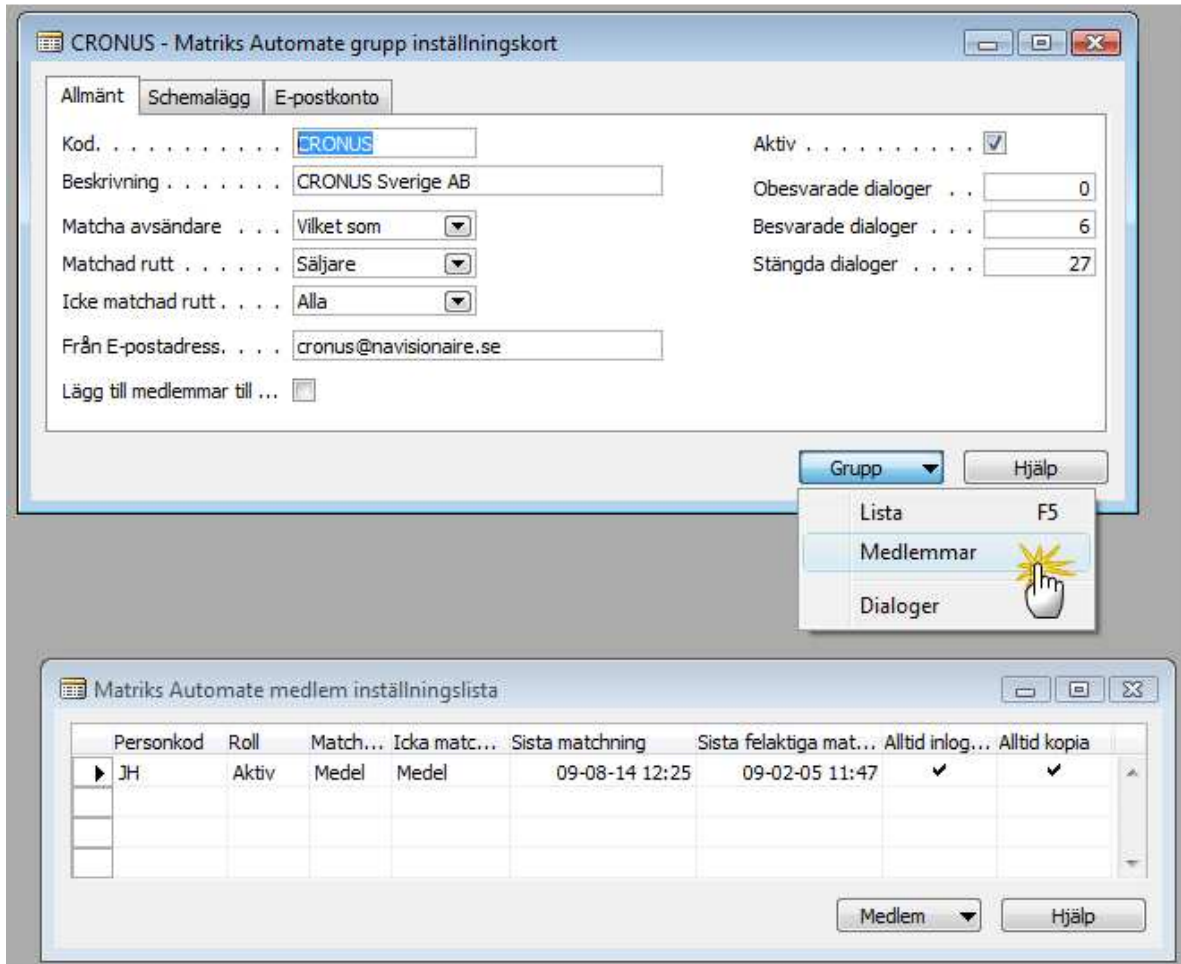 CRONUS - Matriks Automate grupp inställningskort
Allmänt Schemalägg E-postkonto
Kod. . . . . . . . . . . . CRONUS Aktiv . . . . . . . . . .
Beskrivning . . . . . . . CRONUS Sverige AB Obesvarade dialoger . . 0
Matcha avsändare . . . Vilket som Besvarade dialoger . . . 6
Matchad rutt . . . . . . Säljare Stängda dialoger . . . . 27
Icke matchad rutt . . . . Alla
Från E-postadress. . . . cronus@navisionaire.se
Lägg till medlemmar till ...
Grupp Hjälp
Lista F5
Medlemmar
Dialoger
Matriks Automate medlem inställningslista
Personkod Roll Match... Icka matc... Sista matchning Sista felaktiga mat... Alltid inlog... Alltid kopia
JH Aktiv Medel Medel 09-08-14 12:25 09-02-05 11:47
Medlem Hjälp